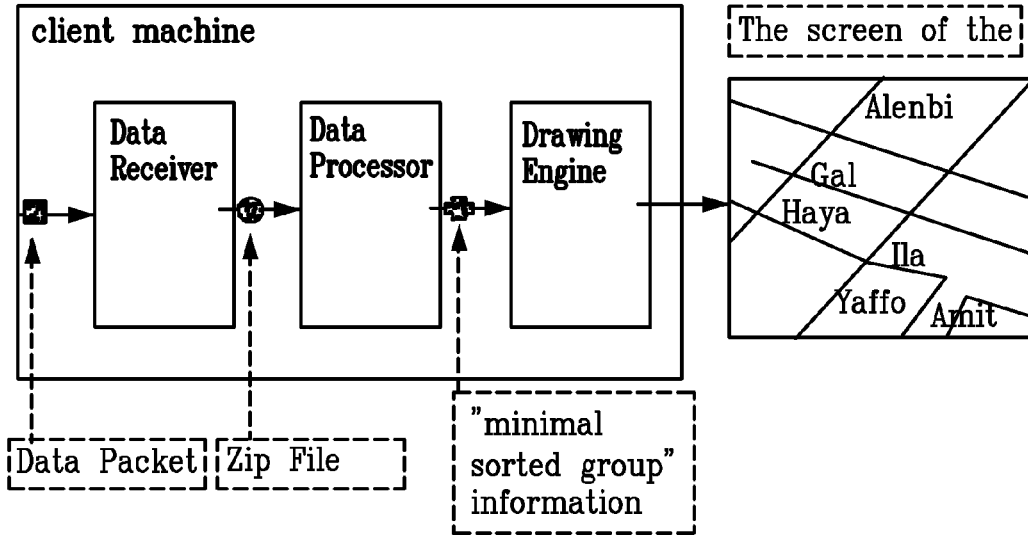 client machine
The screen of the
Data
Receiver
Data
Processor
Drawing
Engine
Alenbi
Gal
Haya
Ila
Yaffo
Amit
Data Packet
Zip File
"minimal
sorted group"
information